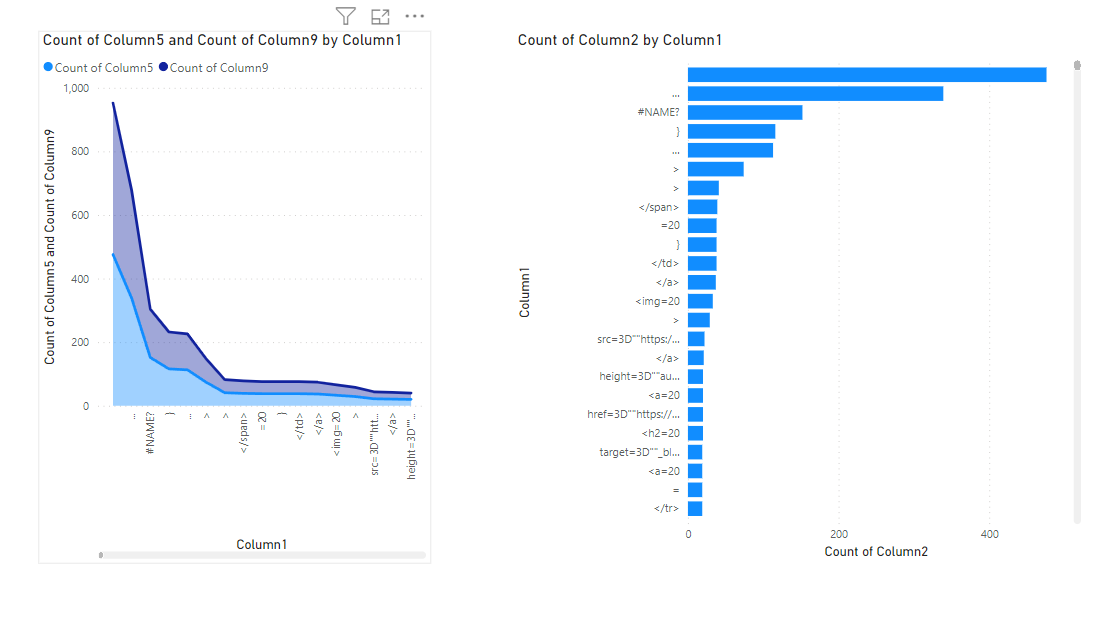 Count of Column5 and Count of Column9 by Column1
Count of Column5 Count of Column9
1,000
800
600
400
200
0
Count of Column5 and Count of Column9
...
#NAME?
}
...
>
>
</span>
=20
}
</td>
</a>
<img=20
>
src=3D""htt...
</a>
height=3D""...
Column1
Count of Column2 by Column1
Column1
...
#NAME?
}
...
>
>
</span>
=20
}
</td>
</a>
<img=20
>
src=3D""https:/...
</a>
height=3D""au...
<a=20
href=3D""https://...
<h2=20
target=3D""_bl...
<a=20
=
</tr>
0 200 400
Count of Column2